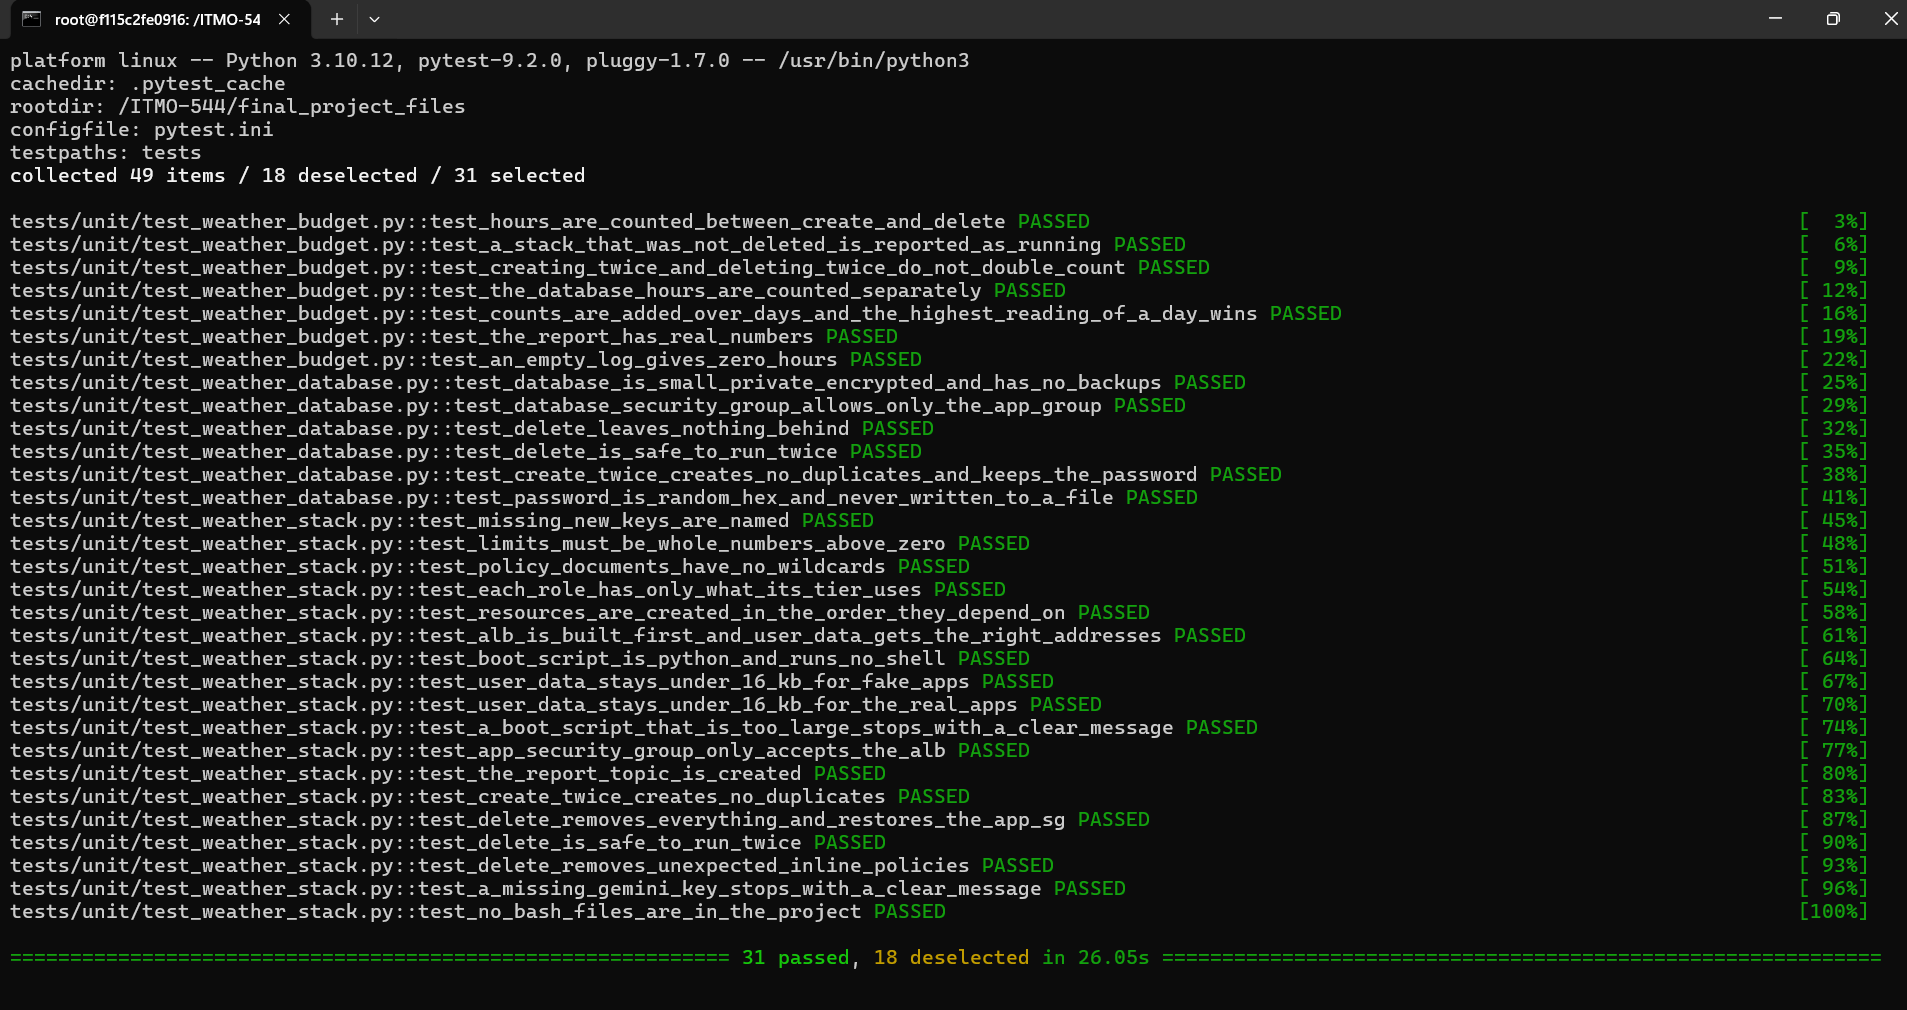 root@f115c2fe0916: /ITMO-54
platform linux -- Python 3.10.12, pytest-9.2.0, pluggy-1.7.0 -- /usr/bin/python3
cachedir: .pytest_cache
rootdir: /ITMO-544/final_project_files
configfile: pytest.ini
testpaths: tests
collected 49 items / 18 deselected / 31 selected
tests/unit/test_weather_budget.py::test_hours_are_counted_between_create_and_delete PASSED [  3%]
tests/unit/test_weather_budget.py::test_a_stack_that_was_not_deleted_is_reported_as_running PASSED [  6%]
tests/unit/test_weather_budget.py::test_creating_twice_and_deleting_twice_do_not_double_count PASSED [  9%]
tests/unit/test_weather_budget.py::test_the_database_hours_are_counted_separately PASSED [ 12%]
tests/unit/test_weather_budget.py::test_counts_are_added_over_days_and_the_highest_reading_of_a_day_wins PASSED [ 16%]
tests/unit/test_weather_budget.py::test_the_report_has_real_numbers PASSED [ 19%]
tests/unit/test_weather_budget.py::test_an_empty_log_gives_zero_hours PASSED [ 22%]
tests/unit/test_weather_database.py::test_database_is_small_private_encrypted_and_has_no_backups PASSED [ 25%]
tests/unit/test_weather_database.py::test_database_security_group_allows_only_the_app_group PASSED [ 29%]
tests/unit/test_weather_database.py::test_delete_leaves_nothing_behind PASSED [ 32%]
tests/unit/test_weather_database.py::test_delete_is_safe_to_run_twice PASSED [ 35%]
tests/unit/test_weather_database.py::test_create_twice_creates_no_duplicates_and_keeps_the_password PASSED [ 38%]
tests/unit/test_weather_database.py::test_password_is_random_hex_and_never_written_to_a_file PASSED [ 41%]
tests/unit/test_weather_stack.py::test_missing_new_keys_are_named PASSED [ 45%]
tests/unit/test_weather_stack.py::test_limits_must_be_whole_numbers_above_zero PASSED [ 48%]
tests/unit/test_weather_stack.py::test_policy_documents_have_no_wildcards PASSED [ 51%]
tests/unit/test_weather_stack.py::test_each_role_has_only_what_its_tier_uses PASSED [ 54%]
tests/unit/test_weather_stack.py::test_resources_are_created_in_the_order_they_depend_on PASSED [ 58%]
tests/unit/test_weather_stack.py::test_alb_is_built_first_and_user_data_gets_the_right_addresses PASSED [ 61%]
tests/unit/test_weather_stack.py::test_boot_script_is_python_and_runs_no_shell PASSED [ 64%]
tests/unit/test_weather_stack.py::test_user_data_stays_under_16_kb_for_fake_apps PASSED [ 67%]
tests/unit/test_weather_stack.py::test_user_data_stays_under_16_kb_for_the_real_apps PASSED [ 70%]
tests/unit/test_weather_stack.py::test_a_boot_script_that_is_too_large_stops_with_a_clear_message PASSED [ 74%]
tests/unit/test_weather_stack.py::test_app_security_group_only_accepts_the_alb PASSED [ 77%]
tests/unit/test_weather_stack.py::test_the_report_topic_is_created PASSED [ 80%]
tests/unit/test_weather_stack.py::test_create_twice_creates_no_duplicates PASSED [ 83%]
tests/unit/test_weather_stack.py::test_delete_removes_everything_and_restores_the_app_sg PASSED [ 87%]
tests/unit/test_weather_stack.py::test_delete_is_safe_to_run_twice PASSED [ 90%]
tests/unit/test_weather_stack.py::test_delete_removes_unexpected_inline_policies PASSED [ 93%]
tests/unit/test_weather_stack.py::test_a_missing_gemini_key_stops_with_a_clear_message PASSED [ 96%]
tests/unit/test_weather_stack.py::test_no_bash_files_are_in_the_project PASSED [100%]
============================================================ 31 passed, 18 deselected in 26.05s ============================================================